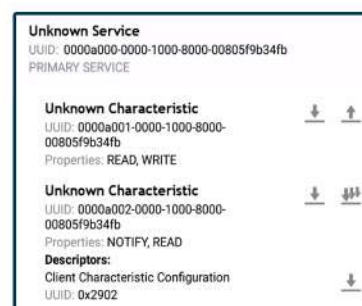 Unknown Service
UUID: 0000a000-0000-1000-8000-00805f9b34fb
PRIMARY SERVICE
Unknown Characteristic
UUID: 0000a001-0000-1000-8000-
00805f9b34fb
Properties: READ, WRITE
Unknown Characteristic
UUID: 0000a002-0000-1000-8000-
00805f9b34fb
Properties: NOTIFY, READ
Descriptors:
Client Characteristic Configuration
UUID: 0x2902